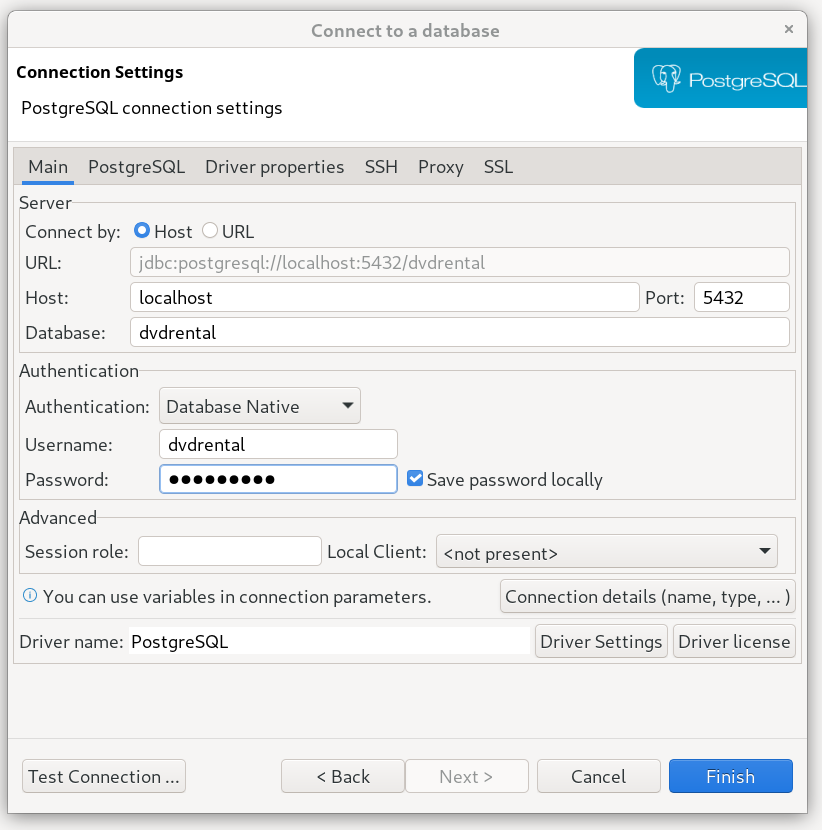 Connect to a database ×
Connection Settings
PostgreSQL connection settings
PostgreSQL
Main PostgreSQL Driver properties SSH Proxy SSL
Server
Connect by: Host URL
URL: jdbc:postgresql://localhost:5432/dvdrental
Host: localhost Port: 5432
Database: dvdrental
Authentication
Authentication: Database Native
Username: dvdrental
Password: ●●●●●●●●● Save password locally
Advanced
Session role: Local Client: <not present>
You can use variables in connection parameters. Connection details (name, type, ... )
Driver name: PostgreSQL Driver Settings Driver license
Test Connection ... < Back Next > Cancel Finish